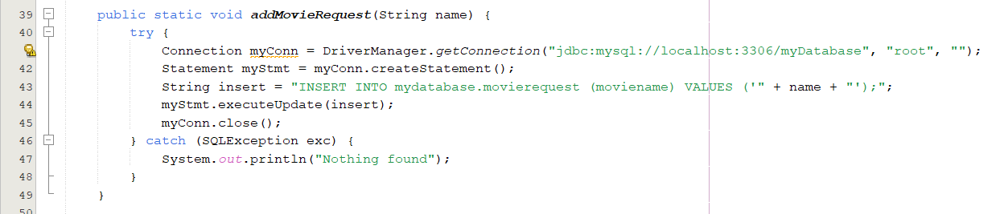 39 public static void addMovieRequest(String name) {
40 try {
Connection myConn = DriverManager.getConnection("jdbc:mysql://localhost:3306/myDatabase", "root", "");
42 Statement myStmt = myConn.createStatement();
43 String insert = "INSERT INTO mydatabase.movierequest (moviename) VALUES ('" + name + "');";
44 myStmt.executeUpdate(insert);
45 myConn.close();
46 } catch (SQLException exc) {
47 System.out.println("Nothing found");
48 }
49 }
50